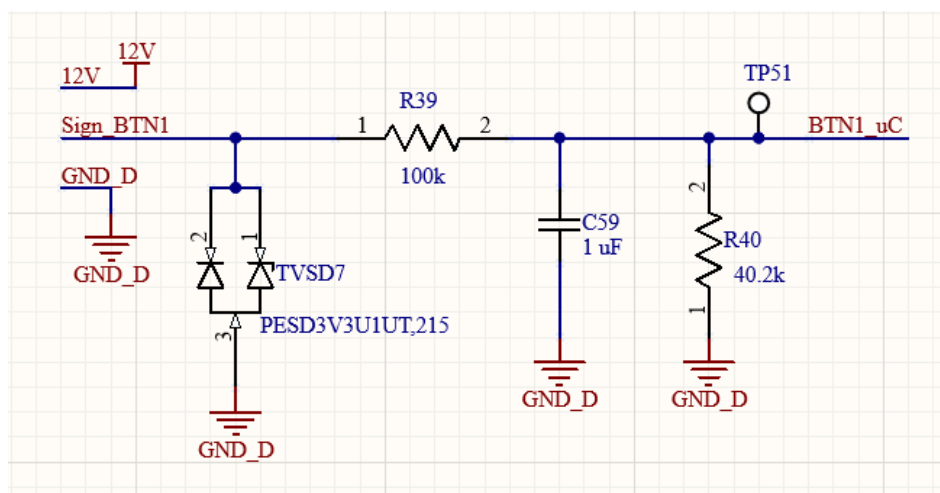 12V
12V
Sign_BTN1
GND_D
GND_D
2
1
TVSD7
PESD3V3U1UT,215
3
GND_D
R39
1
2
100k
C59
1 uF
GND_D
TP51
BTN1_uC
2
R40
40.2k
1
GND_D